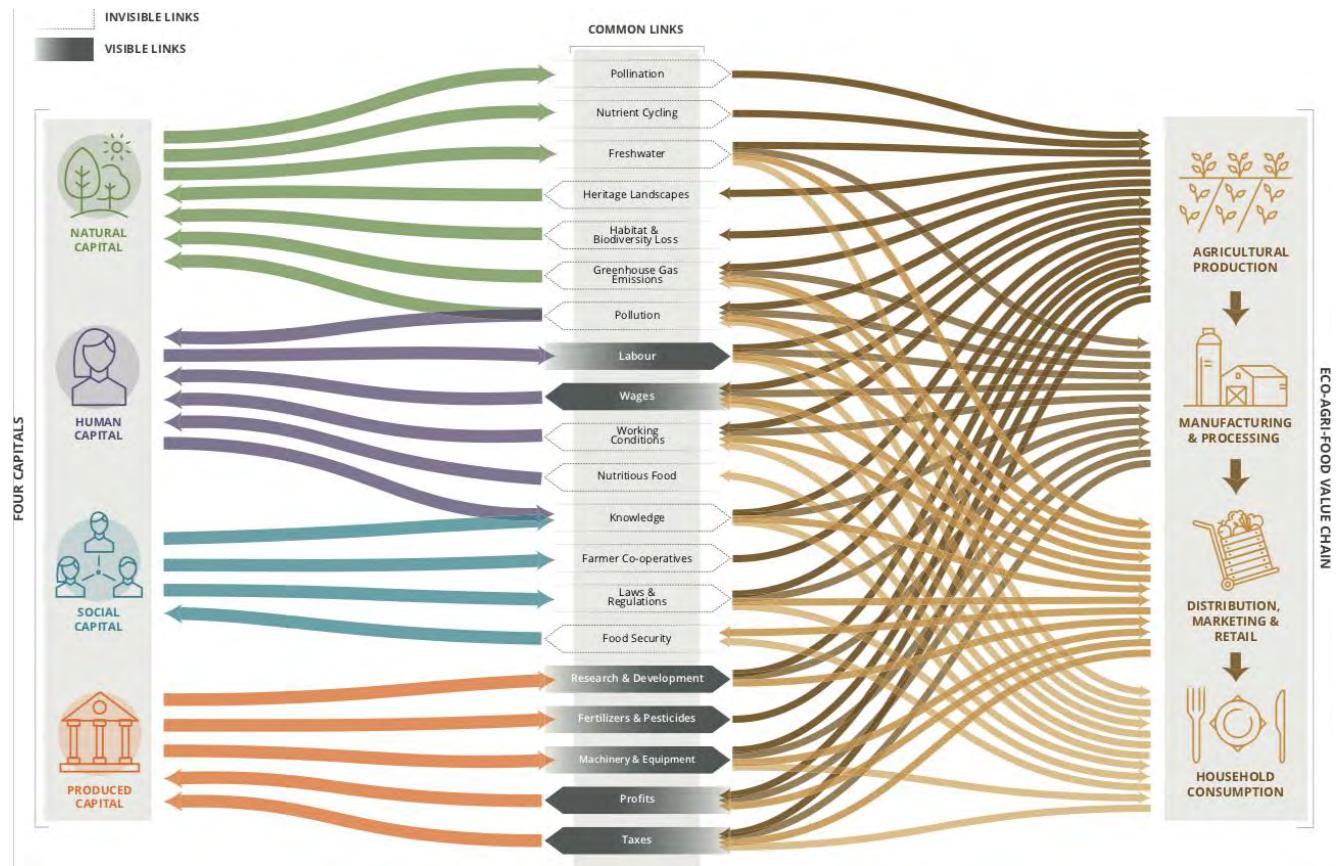 INVISIBLE LINKS
VISIBLE LINKS
COMMON LINKS
FOUR CAPITALS
NATURAL
CAPITAL
HUMAN
CAPITAL
SOCIAL
CAPITAL
PRODUCED
CAPITAL
Pollination
Nutrient Cycling
Freshwater
Heritage Landscapes
Habitat &
Biodiversity Loss
Greenhouse Gas
Emissions
Pollution
Labour
Wages
Working
Conditions
Nutritious Food
Knowledge
Farmer Co-operatives
Laws &
Regulations
Food Security
Research & Development
Fertilizers & Pesticides
Machinery & Equipment
Profits
Taxes
AGRICULTURAL
PRODUCTION
MANUFACTURING
& PROCESSING
DISTRIBUTION,
MARKETING &
RETAIL
HOUSEHOLD
CONSUMPTION
ECO-AGRI-FOOD VALUE CHAIN